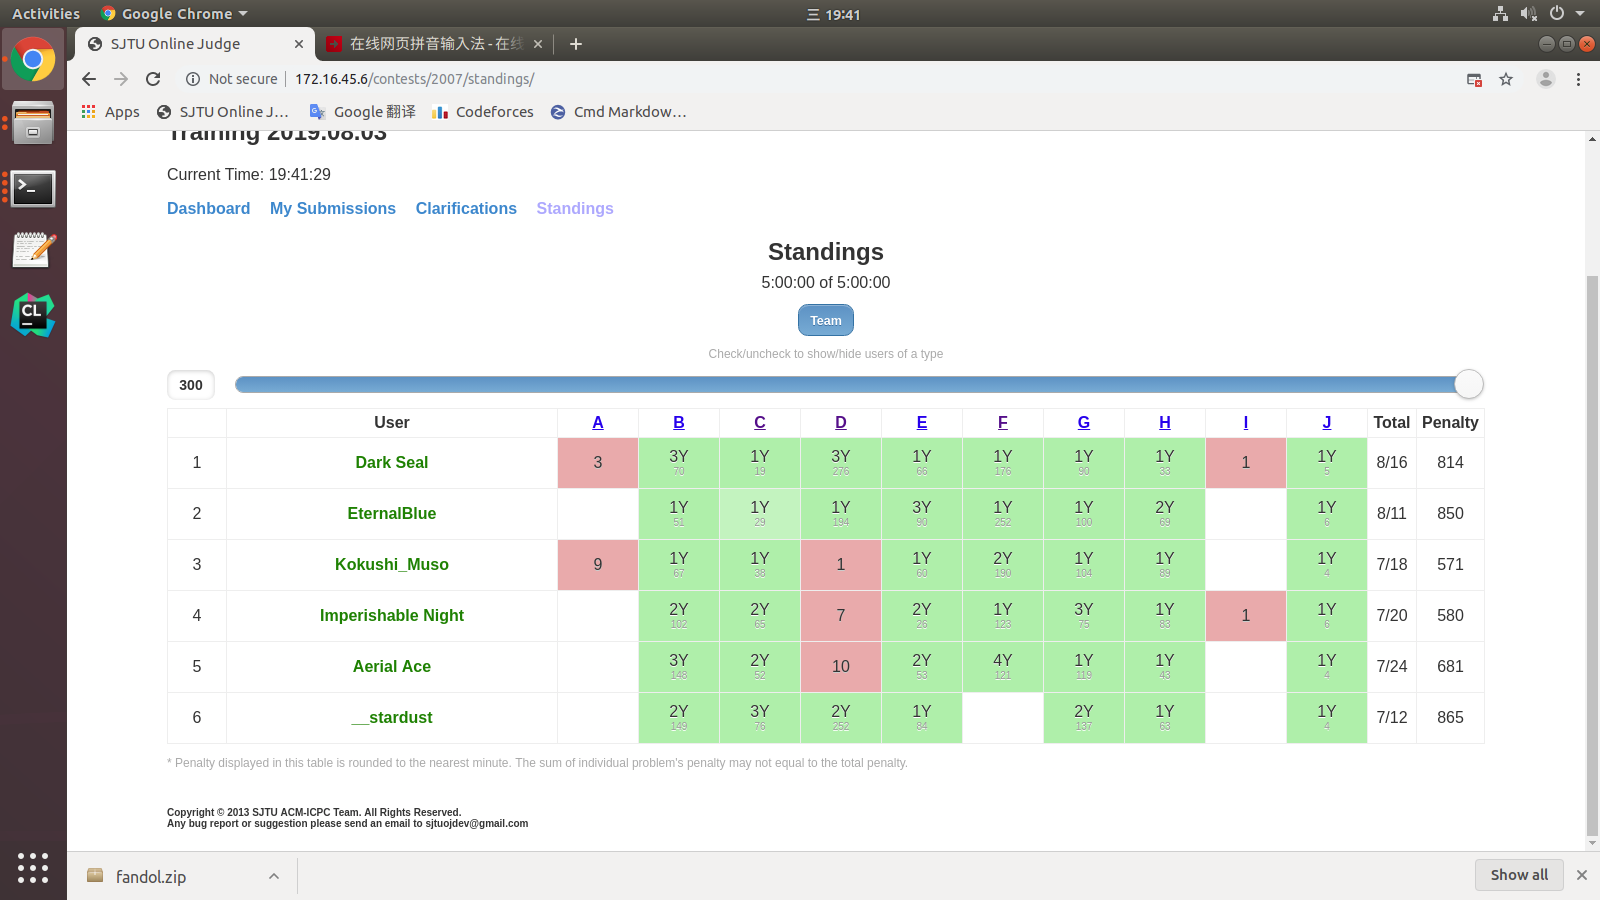 Activities Google Chrome 三 19:41
SJTU Online Judge 在线网页拼音输入法 - 在线
Not secure 172.16.45.6/contests/2007/standings/
Apps SJTU Online J… Google 翻译 Codeforces Cmd Markdow…
Training 2019.08.03
Current Time: 19:41:29
Dashboard My Submissions Clarifications Standings
Standings
5:00:00 of 5:00:00
Team
Check/uncheck to show/hide users of a type
300
User A B C D E F G H I J Total Penalty
1 Dark Seal 3 3Y 1Y 3Y 1Y 1Y 1Y 1Y 1 1Y 8/16 814
70 19 276 66 176 90 33 5
2 EternalBlue 1Y 1Y 1Y 3Y 1Y 1Y 2Y 1Y 8/11 850
51 29 194 90 252 100 69 6
3 Kokushi_Muso 9 1Y 1Y 1 1Y 2Y 1Y 1Y 1Y 7/18 571
67 38 60 190 104 89 4
4 Imperishable Night 2Y 2Y 7 2Y 1Y 3Y 1Y 1 1Y 7/20 580
102 65 26 123 75 83 6
5 Aerial Ace 3Y 2Y 10 2Y 4Y 1Y 1Y 1Y 7/24 681
148 52 53 121 119 43 4
6 __stardust 2Y 3Y 2Y 1Y 2Y 1Y 1Y 7/12 865
149 76 252 84 137 63 4
* Penalty displayed in this table is rounded to the nearest minute. The sum of individual problem's penalty may not equal to the total penalty.
Copyright © 2013 SJTU ACM-ICPC Team. All Rights Reserved.
Any bug report or suggestion please send an email to sjtuojdev@gmail.com
fandol.zip Show all